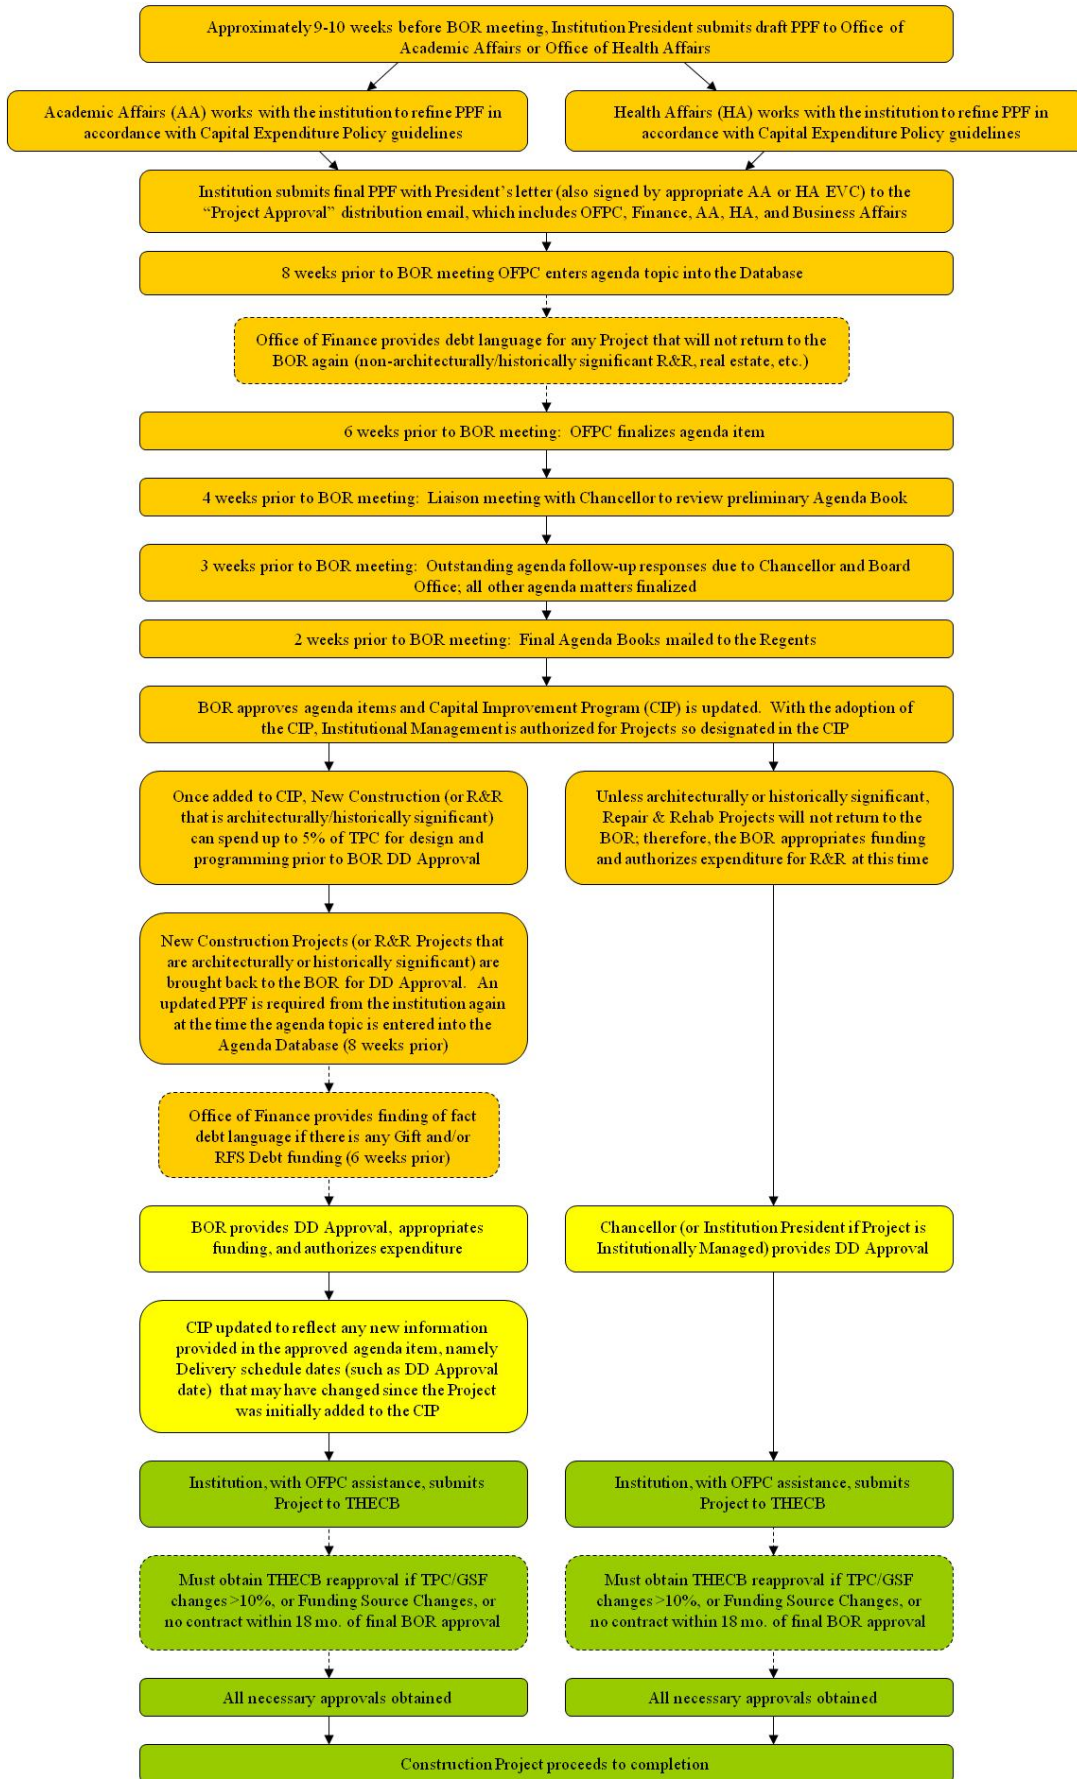 Approximately 9-10 weeks before BOR meeting, Institution President submits draft PPF to Office of
Academic Affairs or Office of Health Affairs
Academic Affairs (AA) works with the institution to refine PPF in
accordance with Capital Expenditure Policy guidelines
Health Affairs (HA) works with the institution to refine PPF in
accordance with Capital Expenditure Policy guidelines
Institution submits final PPF with President's letter (also signed by appropriate AA or HA EVC) to the
“Project Approval” distribution email, which includes OFPC, Finance, AA, HA, and Business Affairs
8 weeks prior to BOR meeting OFPC enters agenda topic into the Database
Office of Finance provides debt language for any Project that will not return to the
BOR again (non-architecturally/historically significant R&R, real estate, etc.)
6 weeks prior to BOR meeting:  OFPC finalizes agenda item
4 weeks prior to BOR meeting:  Liaison meeting with Chancellor to review preliminary Agenda Book
3 weeks prior to BOR meeting:  Outstanding agenda follow-up responses due to Chancellor and Board
Office; all other agenda matters finalized
2 weeks prior to BOR meeting:  Final Agenda Books mailed to the Regents
BOR approves agenda items and Capital Improvement Program (CIP) is updated.  With the adoption of
the CIP, Institutional Management is authorized for Projects so designated in the CIP
Once added to CIP, New Construction (or R&R
that is architecturally/historically significant)
can spend up to 5% of TPC for design and
programming prior to BOR DD Approval
Unless architecturally or historically significant,
Repair & Rehab Projects will not return to the
BOR; therefore, the BOR appropriates funding
and authorizes expenditure for R&R at this time
New Construction Projects (or R&R Projects that
are architecturally or historically significant) are
brought back to the BOR for DD Approval.  An
updated PPF is required from the institution again
at the time the agenda topic is entered into the
Agenda Database (8 weeks prior)
Office of Finance provides finding of fact
debt language if there is any Gift and/or
RFS Debt funding (6 weeks prior)
BOR provides DD Approval, appropriates
funding, and authorizes expenditure
Chancellor (or Institution President if Project is
Institutionally Managed) provides DD Approval
CIP updated to reflect any new information
provided in the approved agenda item, namely
Delivery schedule dates (such as DD Approval
date)  that may have changed since the Project
was initially added to the CIP
Institution, with OFPC assistance, submits
Project to THECB
Institution, with OFPC assistance, submits
Project to THECB
Must obtain THECB reapproval if TPC/GSF
changes >10%, or Funding Source Changes, or
no contract within 18 mo. of final BOR approval
Must obtain THECB reapproval if TPC/GSF
changes >10%, or Funding Source Changes, or
no contract within 18 mo. of final BOR approval
All necessary approvals obtained
All necessary approvals obtained
Construction Project proceeds to completion